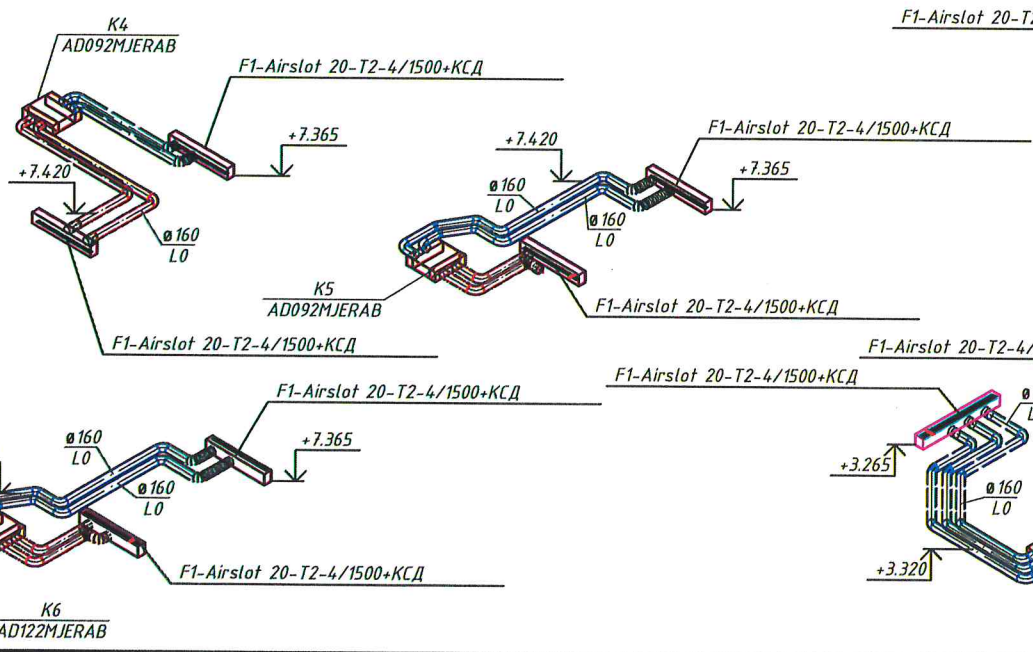 K4
AD092MJERAB
F1-Airslot 20-T2-4/1500+КСД
+7.365
+7.420
ø160
L0
F1-Airslot 20-T2-4/1500+КСД
F1-Airslot 20-T2
F1-Airslot 20-T2-4/1500+КСД
+7.420
+7.365
ø160
L0
ø160
L0
K5
AD092MJERAB
F1-Airslot 20-T2-4/1500+КСД
F1-Airslot 20-T2-4/1500+КСД
+7.365
ø160
L0
ø160
L0
F1-Airslot 20-T2-4/1500+КСД
K6
AD122MJERAB
F1-Airslot 20-T2-4/
F1-Airslot 20-T2-4/1500+КСД
ø
+3.265
ø160
L0
+3.320